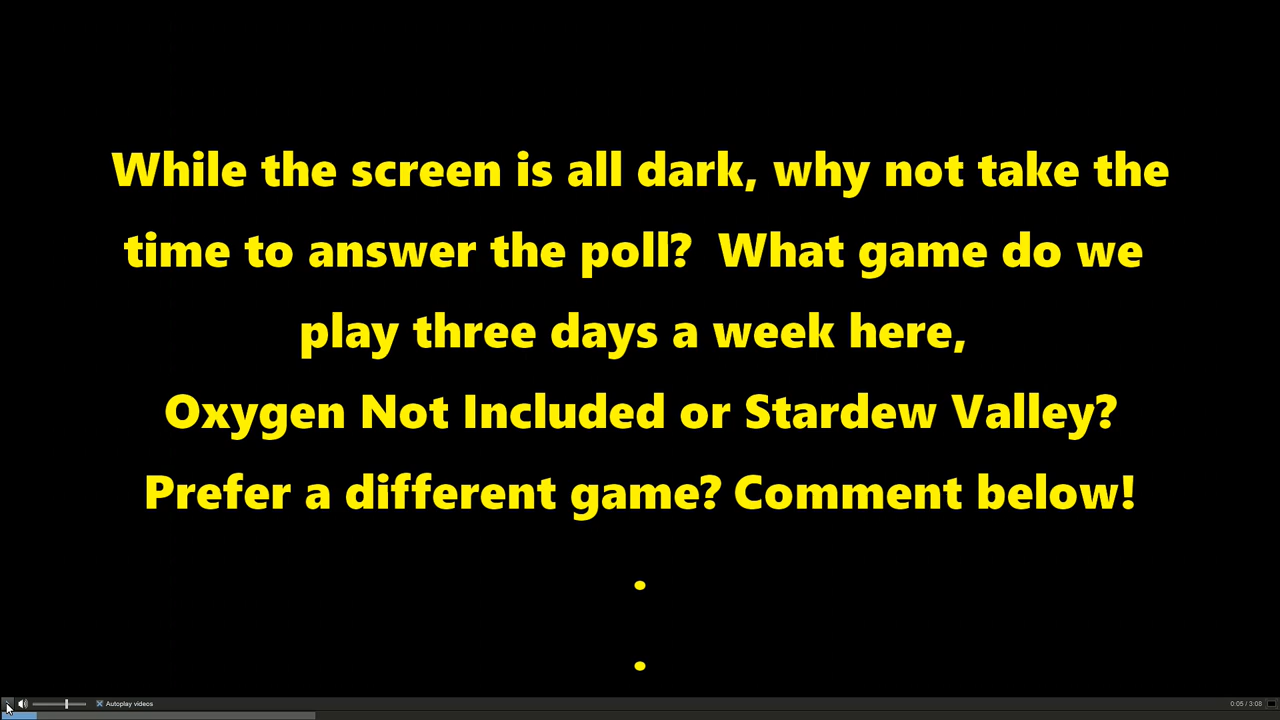 While the screen is all dark, why not take the
time to answer the poll?  What game do we
play three days a week here,
Oxygen Not Included or Stardew Valley?
Prefer a different game? Comment below!
.
.
Autoplay videos
0:05 / 3:08